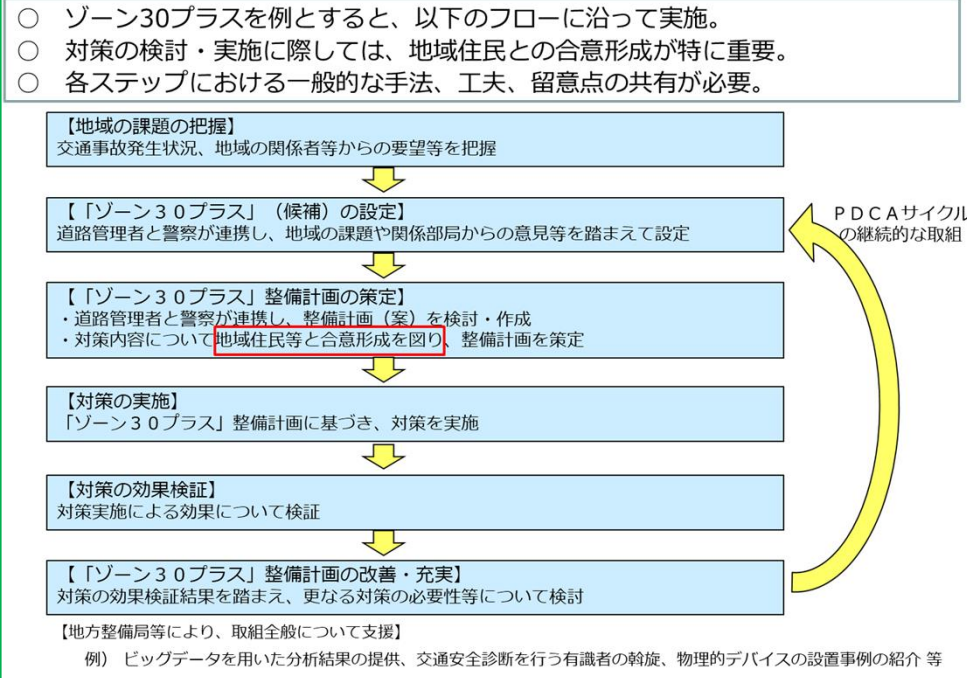 ○　ゾーン30プラスを例とすると、以下のフローに沿って実施。
○　対策の検討・実施に際しては、地域住民との合意形成が特に重要。
○　各ステップにおける一般的な手法、工夫、留意点の共有が必要。
【地域の課題の把握】
交通事故発生状況、地域の関係者等からの要望等を把握
【「ゾーン３０プラス」（候補）の設定】
道路管理者と警察が連携し、地域の課題や関係部局からの意見等を踏まえて設定
ＰＤＣＡサイクル
の継続的な取組
【「ゾーン３０プラス」整備計画の策定】
・道路管理者と警察が連携し、整備計画（案）を検討・作成
・対策内容について地域住民等と合意形成を図り、整備計画を策定
【対策の実施】
「ゾーン３０プラス」整備計画に基づき、対策を実施
【対策の効果検証】
対策実施による効果について検証
【「ゾーン３０プラス」整備計画の改善・充実】
対策の効果検証結果を踏まえ、更なる対策の必要性等について検討
【地方整備局等により、取組全般について支援】
例）　ビッグデータを用いた分析結果の提供、交通安全診断を行う有識者の斡旋、物理的デバイスの設置事例の紹介 等